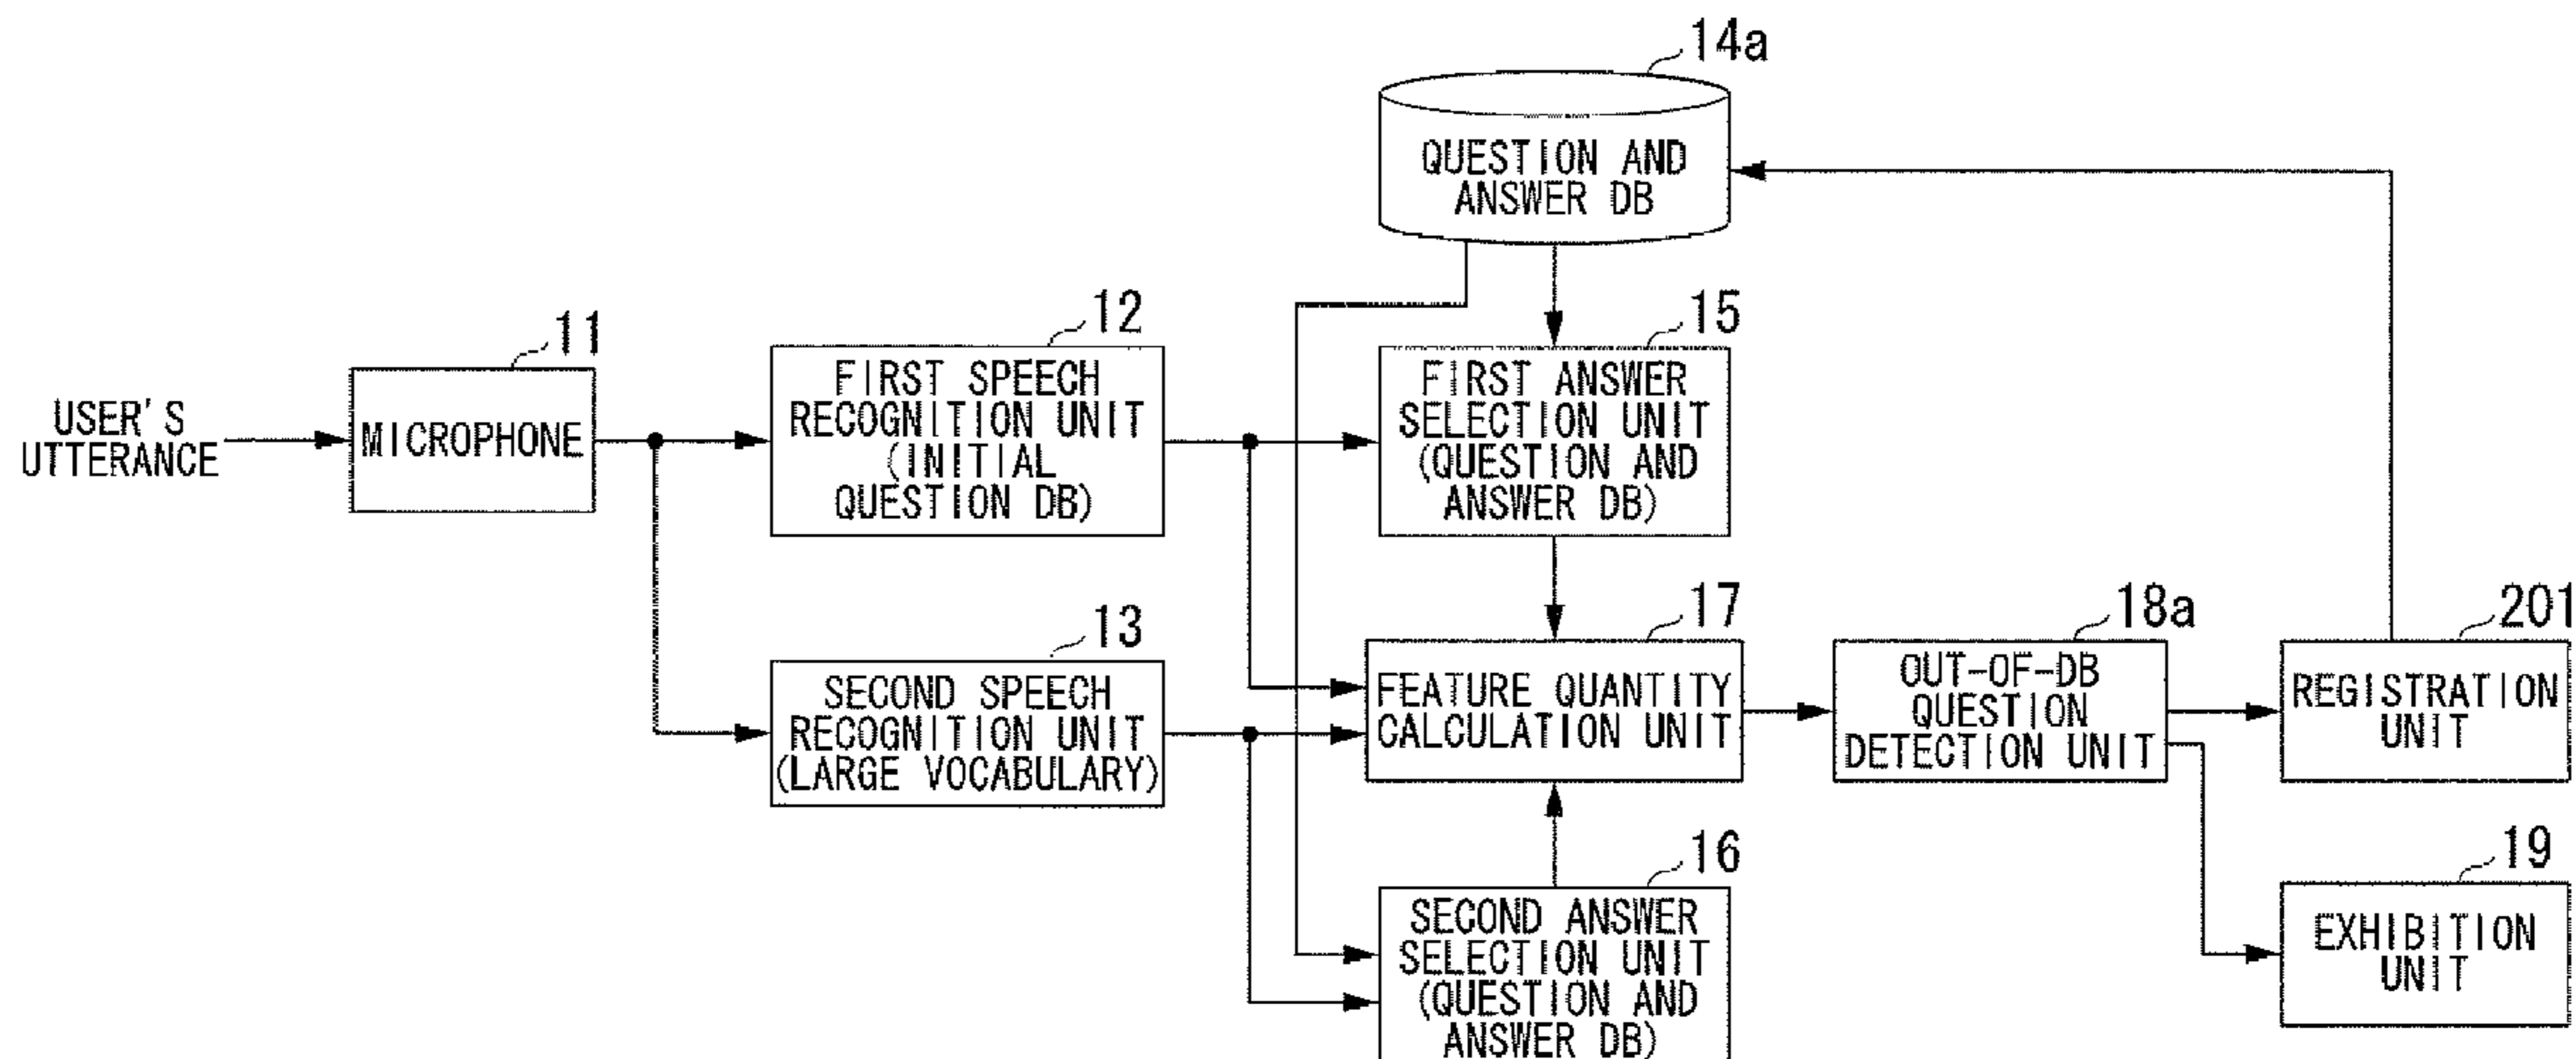 14a
QUESTION AND
ANSWER DB
11
12
15
USER'S
UTTERANCE
MICROPHONE
FIRST SPEECH
RECOGNITION UNIT
(INITIAL
QUESTION DB)
FIRST ANSWER
SELECTION UNIT
(QUESTION AND
ANSWER DB)
13
17
18a
201
SECOND SPEECH
RECOGNITION UNIT
(LARGE VOCABULARY)
FEATURE QUANTITY
CALCULATION UNIT
OUT-OF-DB
QUESTION
DETECTION UNIT
REGISTRATION
UNIT
16
19
SECOND ANSWER
SELECTION UNIT
(QUESTION AND
ANSWER DB)
EXHIBITION
UNIT